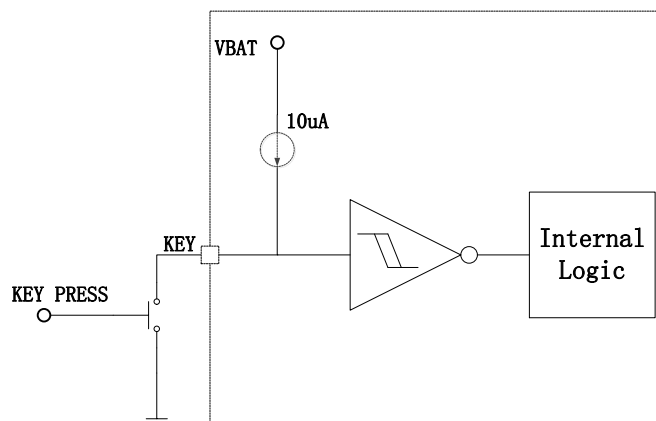 VBAT
10uA
KEY
KEY PRESS
Internal
Logic